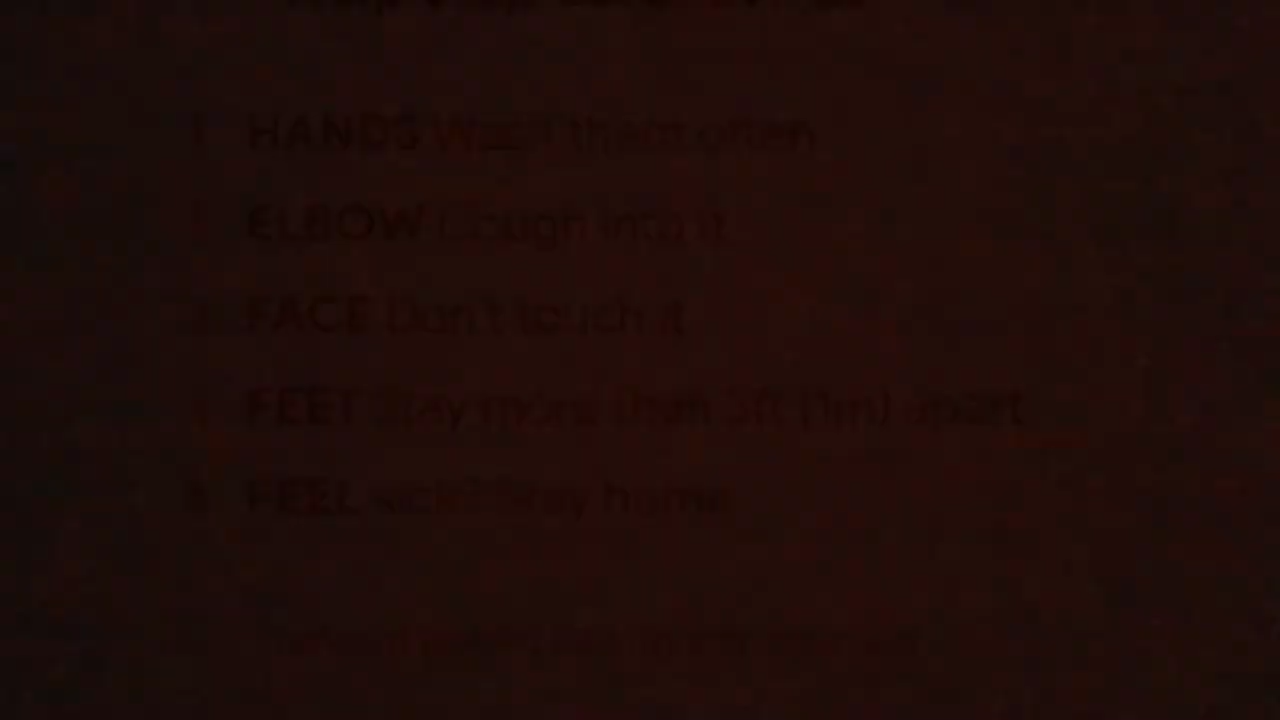 HANDS Wash them often
ELBOW Cough into it
FACE Don't touch it
FEET Stay more than 3ft (1m) apart
FEEL sick? Stay home